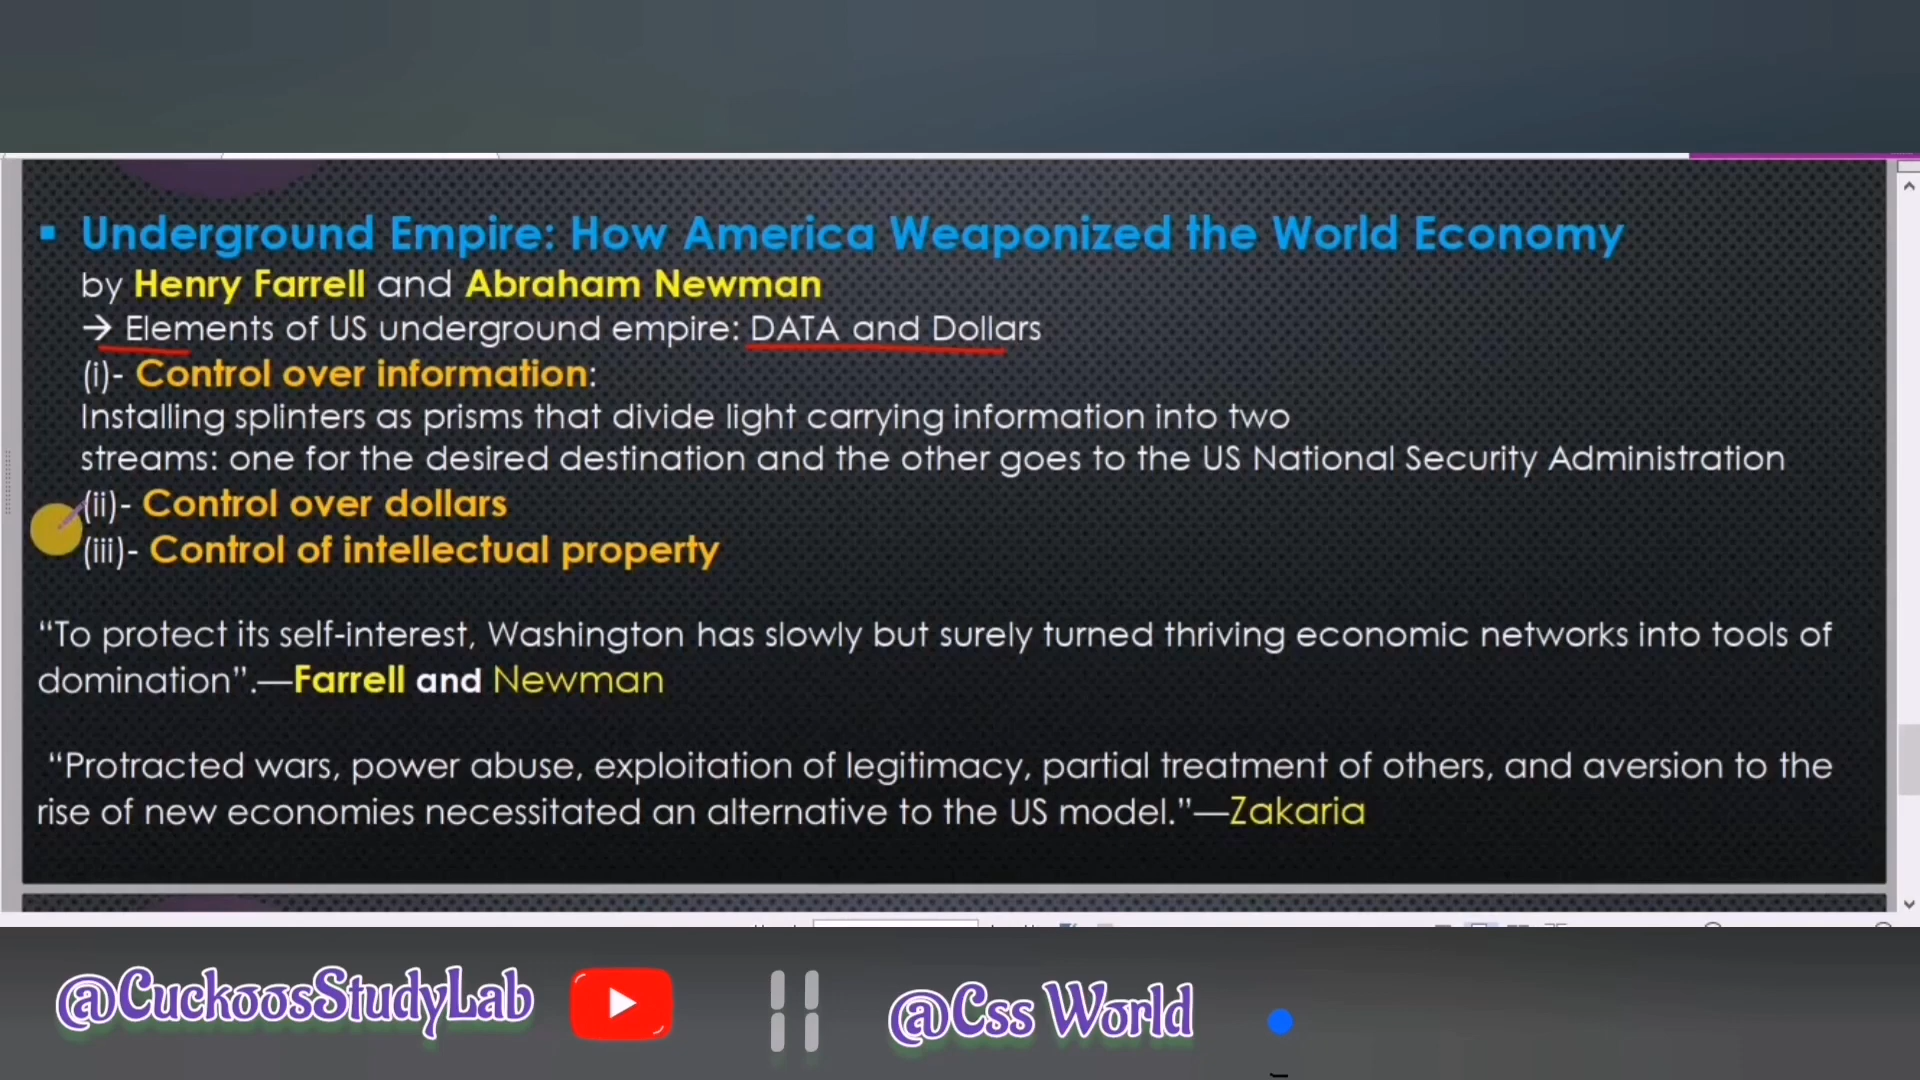 ▪ Underground Empire: How America Weaponized the World Economy
by Henry Farrell and Abraham Newman
→ Elements of US underground empire: DATA and Dollars
(i)- Control over information:
Installing splinters as prisms that divide light carrying information into two
streams: one for the desired destination and the other goes to the US National Security Administration
(ii)- Control over dollars
(iii)- Control of intellectual property
“To protect its self-interest, Washington has slowly but surely turned thriving economic networks into tools of
domination”.—Farrell and Newman
“Protracted wars, power abuse, exploitation of legitimacy, partial treatment of others, and aversion to the
rise of new economies necessitated an alternative to the US model.”—Zakaria
@CuckoosStudyLab
@Css World